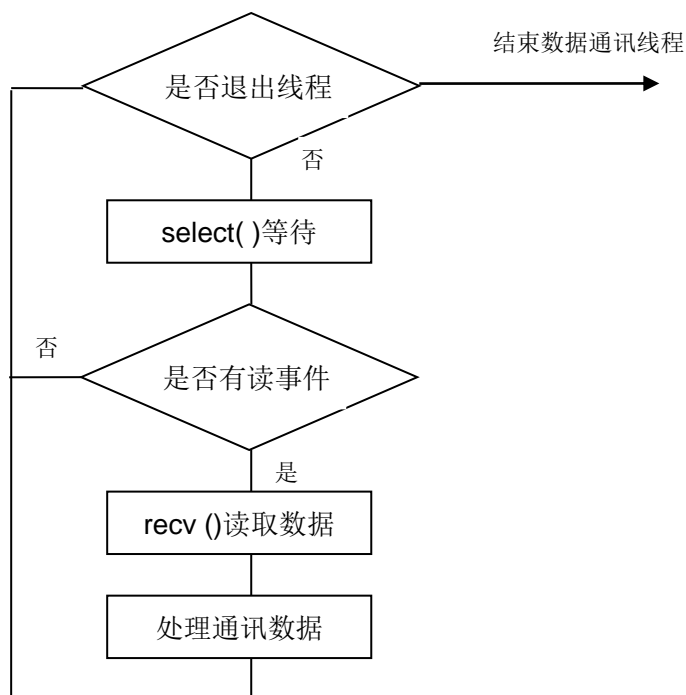 结束数据通讯线程
是否退出线程
否
select( )等待
否
是否有读事件
是
recv ()读取数据
处理通讯数据